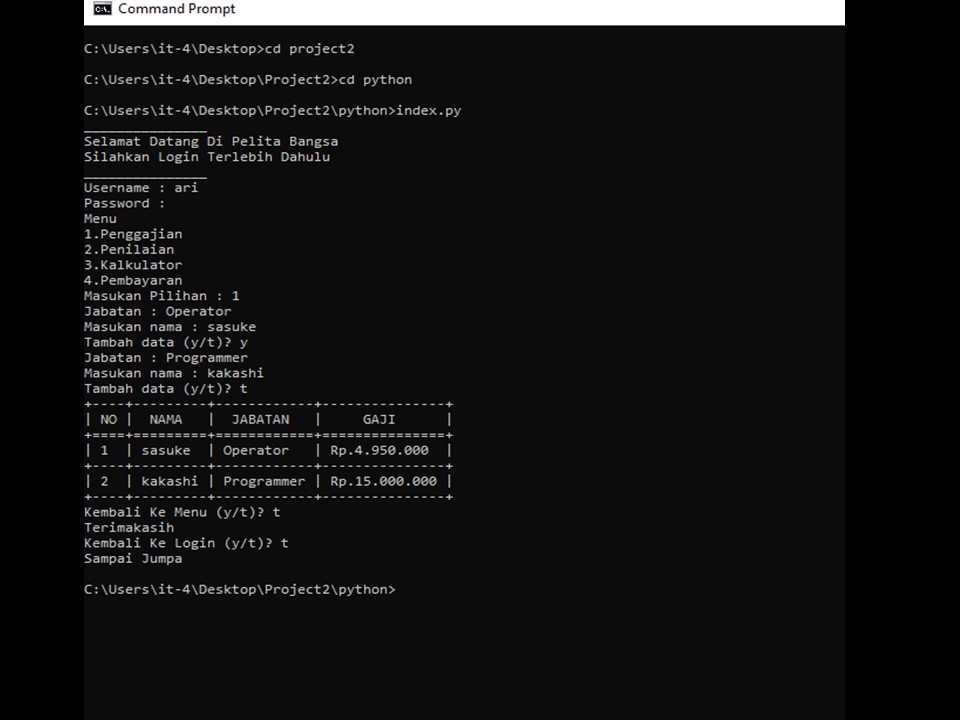 Command Prompt
C:\Users\it-4\Desktop>cd project2
C:\Users\it-4\Desktop\Project2>cd python
C:\Users\it-4\Desktop\Project2\python>index.py
_______________
Selamat Datang Di Pelita Bangsa
Silahkan Login Terlebih Dahulu
_______________
Username : ari
Password :
Menu
1.Penggajian
2.Penilaian
3.Kalkulator
4.Pembayaran
Masukan Pilihan : 1
Jabatan : Operator
Masukan nama : sasuke
Tambah data (y/t)? y
Jabatan : Programmer
Masukan nama : kakashi
Tambah data (y/t)? t
+----+---------+------------+---------------+
| NO |  NAMA   |  JABATAN   |     GAJI      |
+====+=========+============+===============+
| 1  | sasuke  | Operator   | Rp.4.950.000  |
+----+---------+------------+---------------+
| 2  | kakashi | Programmer | Rp.15.000.000 |
+----+---------+------------+---------------+
Kembali Ke Menu (y/t)? t
Terimakasih
Kembali Ke Login (y/t)? t
Sampai Jumpa
C:\Users\it-4\Desktop\Project2\python>